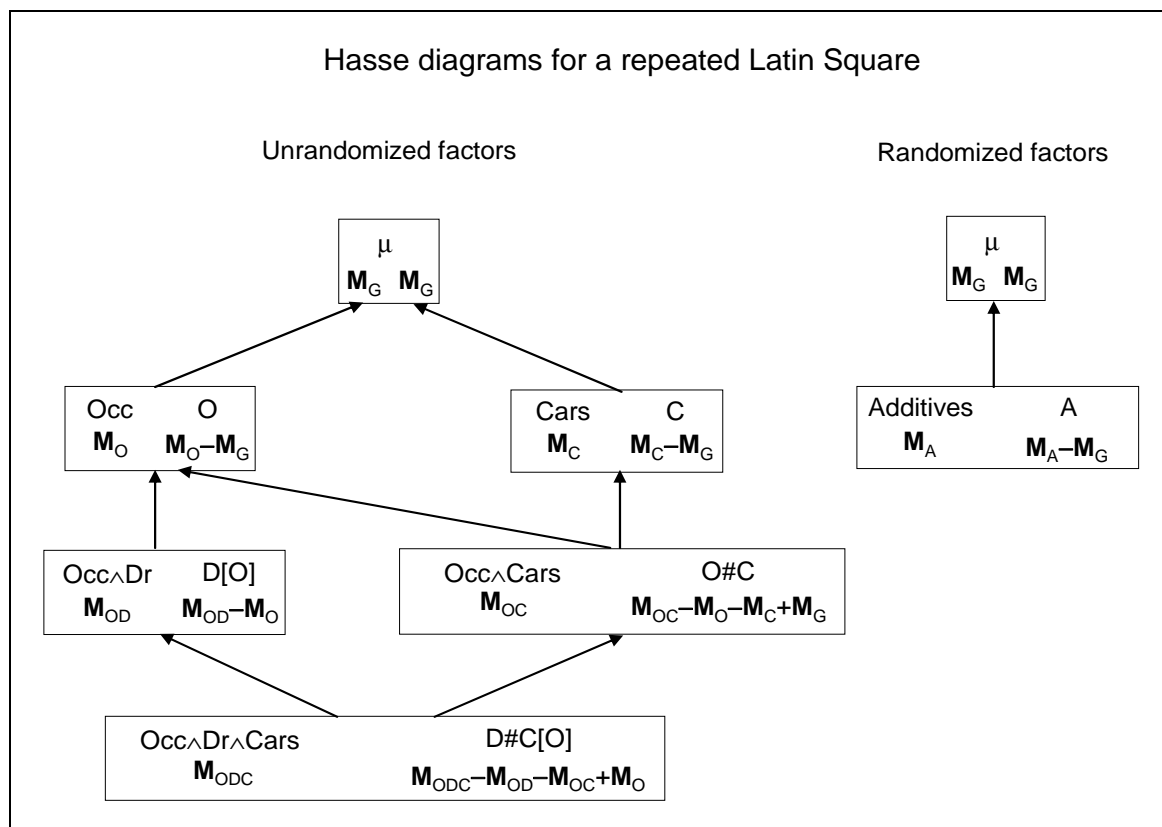 Hasse diagrams for a repeated Latin Square
Unrandomized factors
Randomized factors
μ
M_G M_G
μ
M_G M_G
Occ O
M_O M_O–M_G
Cars C
M_C M_C–M_G
Additives A
M_A M_A–M_G
Occ∧Dr D[O]
M_OD M_OD–M_O
Occ∧Cars O#C
M_OC M_OC–M_O–M_C+M_G
Occ∧Dr∧Cars D#C[O]
M_ODC M_ODC–M_OD–M_OC+M_O